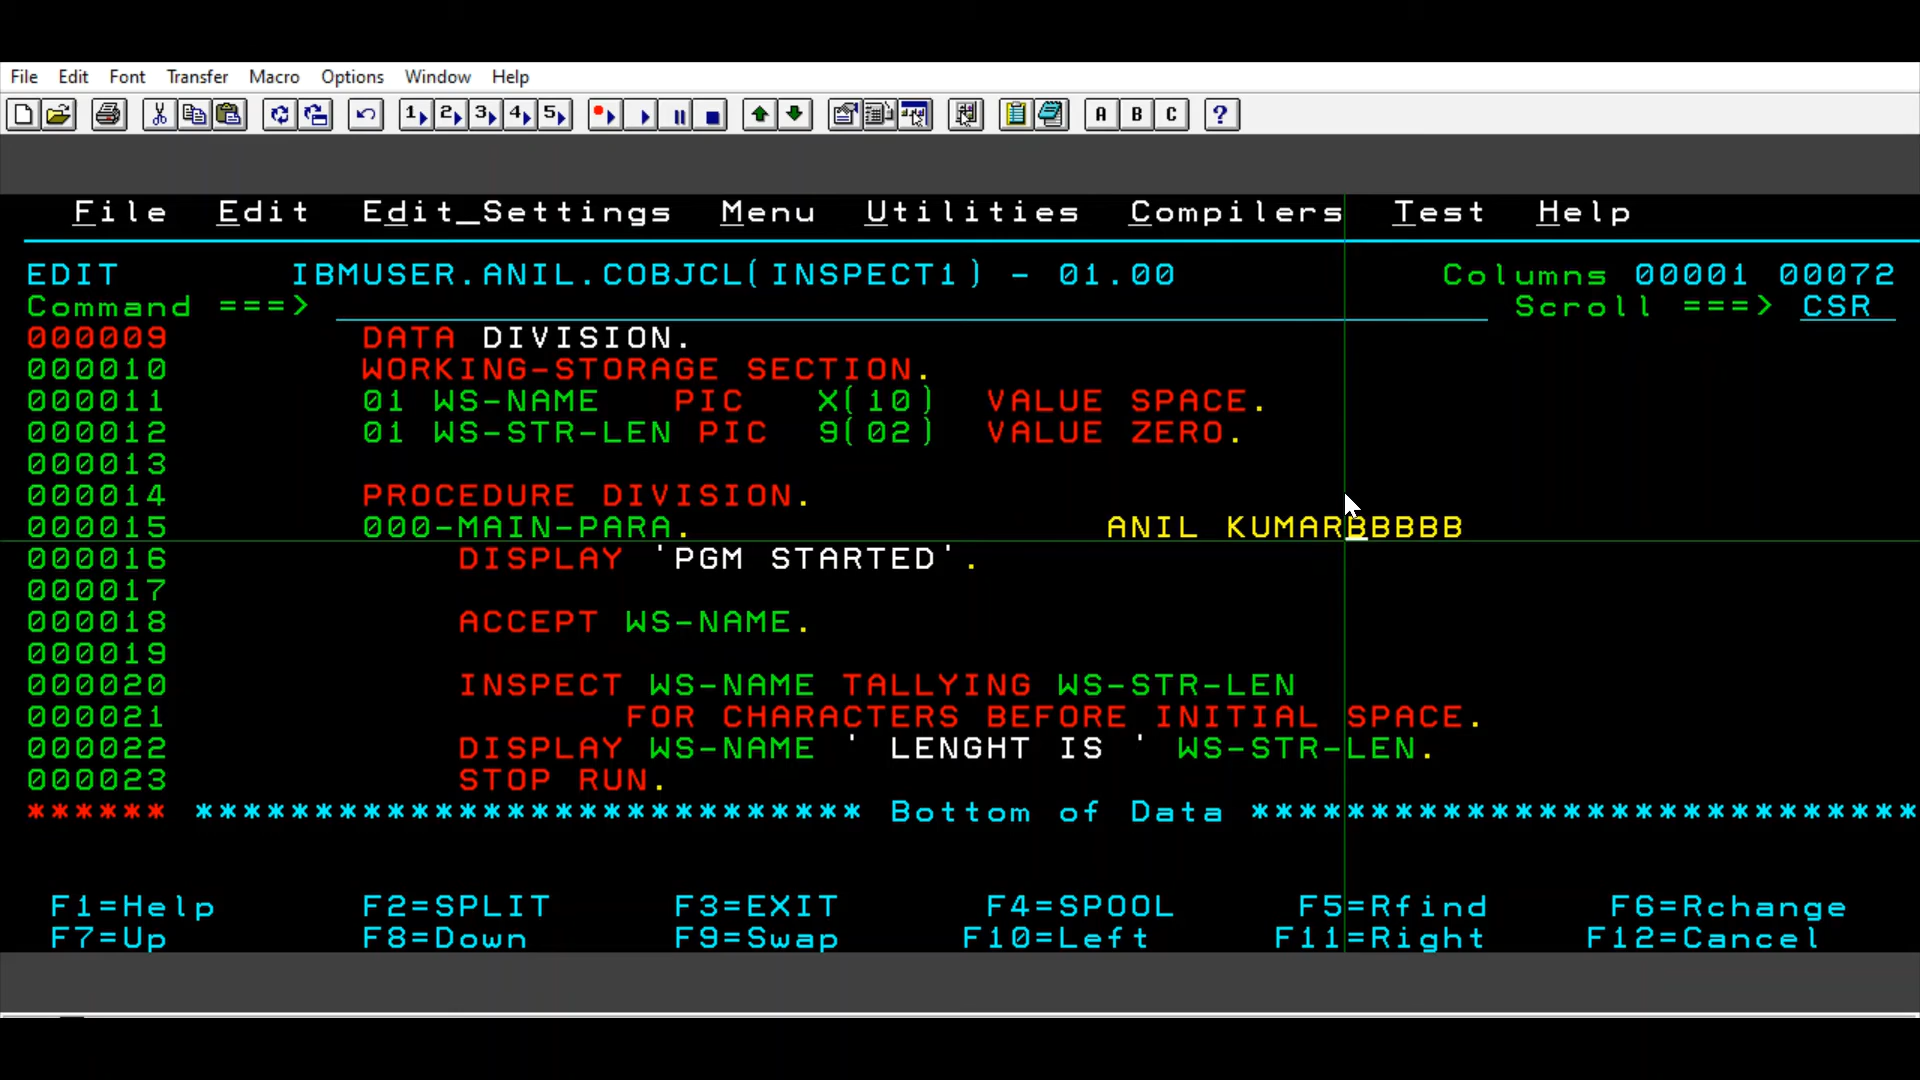 File Edit Font Transfer Macro Options Window Help
1 2 3 4 5 A B C ?
File Edit Edit_Settings Menu Utilities Compilers Test Help
EDIT IBMUSER.ANIL.COBJCL(INSPECT1) - 01.00 Columns 00001 00072
Command ===> Scroll ===> CSR
000009 DATA DIVISION.
000010 WORKING-STORAGE SECTION.
000011 01 WS-NAME PIC X(10) VALUE SPACE.
000012 01 WS-STR-LEN PIC 9(02) VALUE ZERO.
000013
000014 PROCEDURE DIVISION.
000015 000-MAIN-PARA. ANIL KUMARBBBBB
000016 DISPLAY 'PGM STARTED'.
000017
000018 ACCEPT WS-NAME.
000019
000020 INSPECT WS-NAME TALLYING WS-STR-LEN
000021 FOR CHARACTERS BEFORE INITIAL SPACE.
000022 DISPLAY WS-NAME ' LENGHT IS ' WS-STR-LEN.
000023 STOP RUN.
****** **************************** Bottom of Data ****************************
F1=Help F2=SPLIT F3=EXIT F4=SPOOL F5=Rfind F6=Rchange
F7=Up F8=Down F9=Swap F10=Left F11=Right F12=Cancel